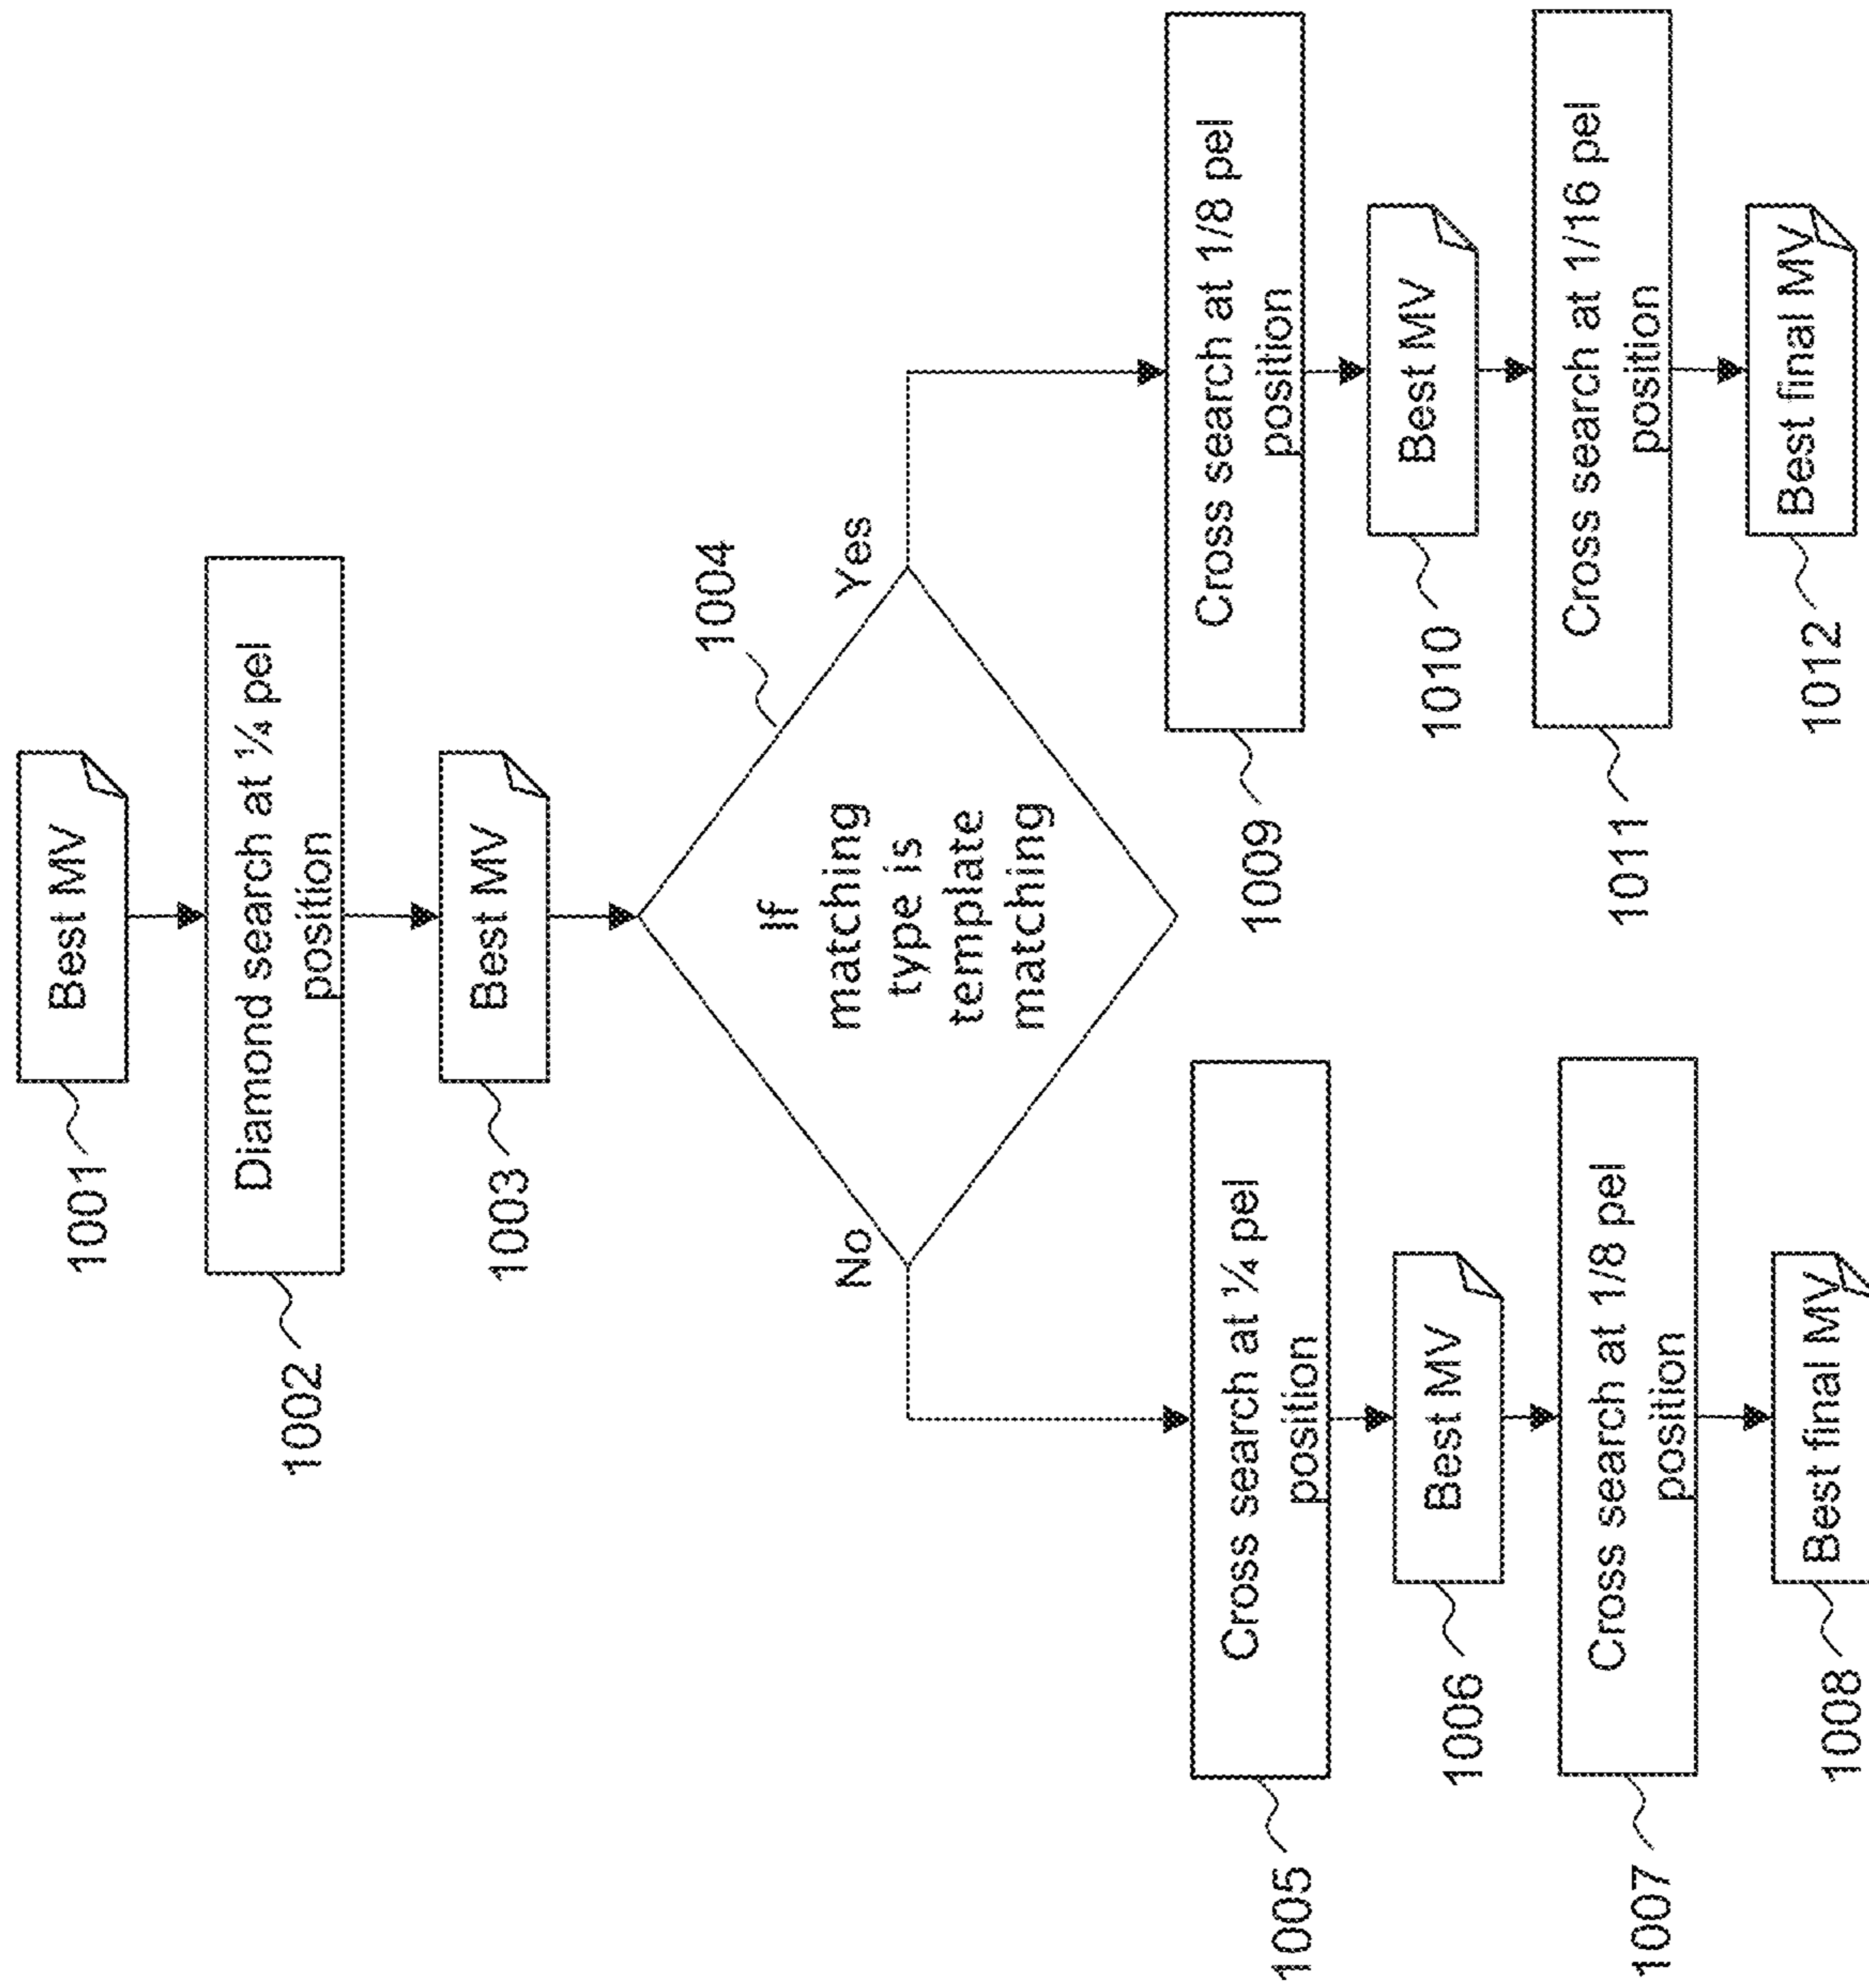 Best MV
1001
Diamond search at ¼ pel
position
1002
Best MV
1003
1004
If
matching
type is
template
matching
No
Yes
Cross search at ¼ pel
position
1005
Best MV
1006
Cross search at 1/8 pel
position
1007
Best final MV
1008
Cross search at 1/8 pel
position
1009
Best MV
1010
Cross search at 1/16 pel
position
1011
Best final MV
1012